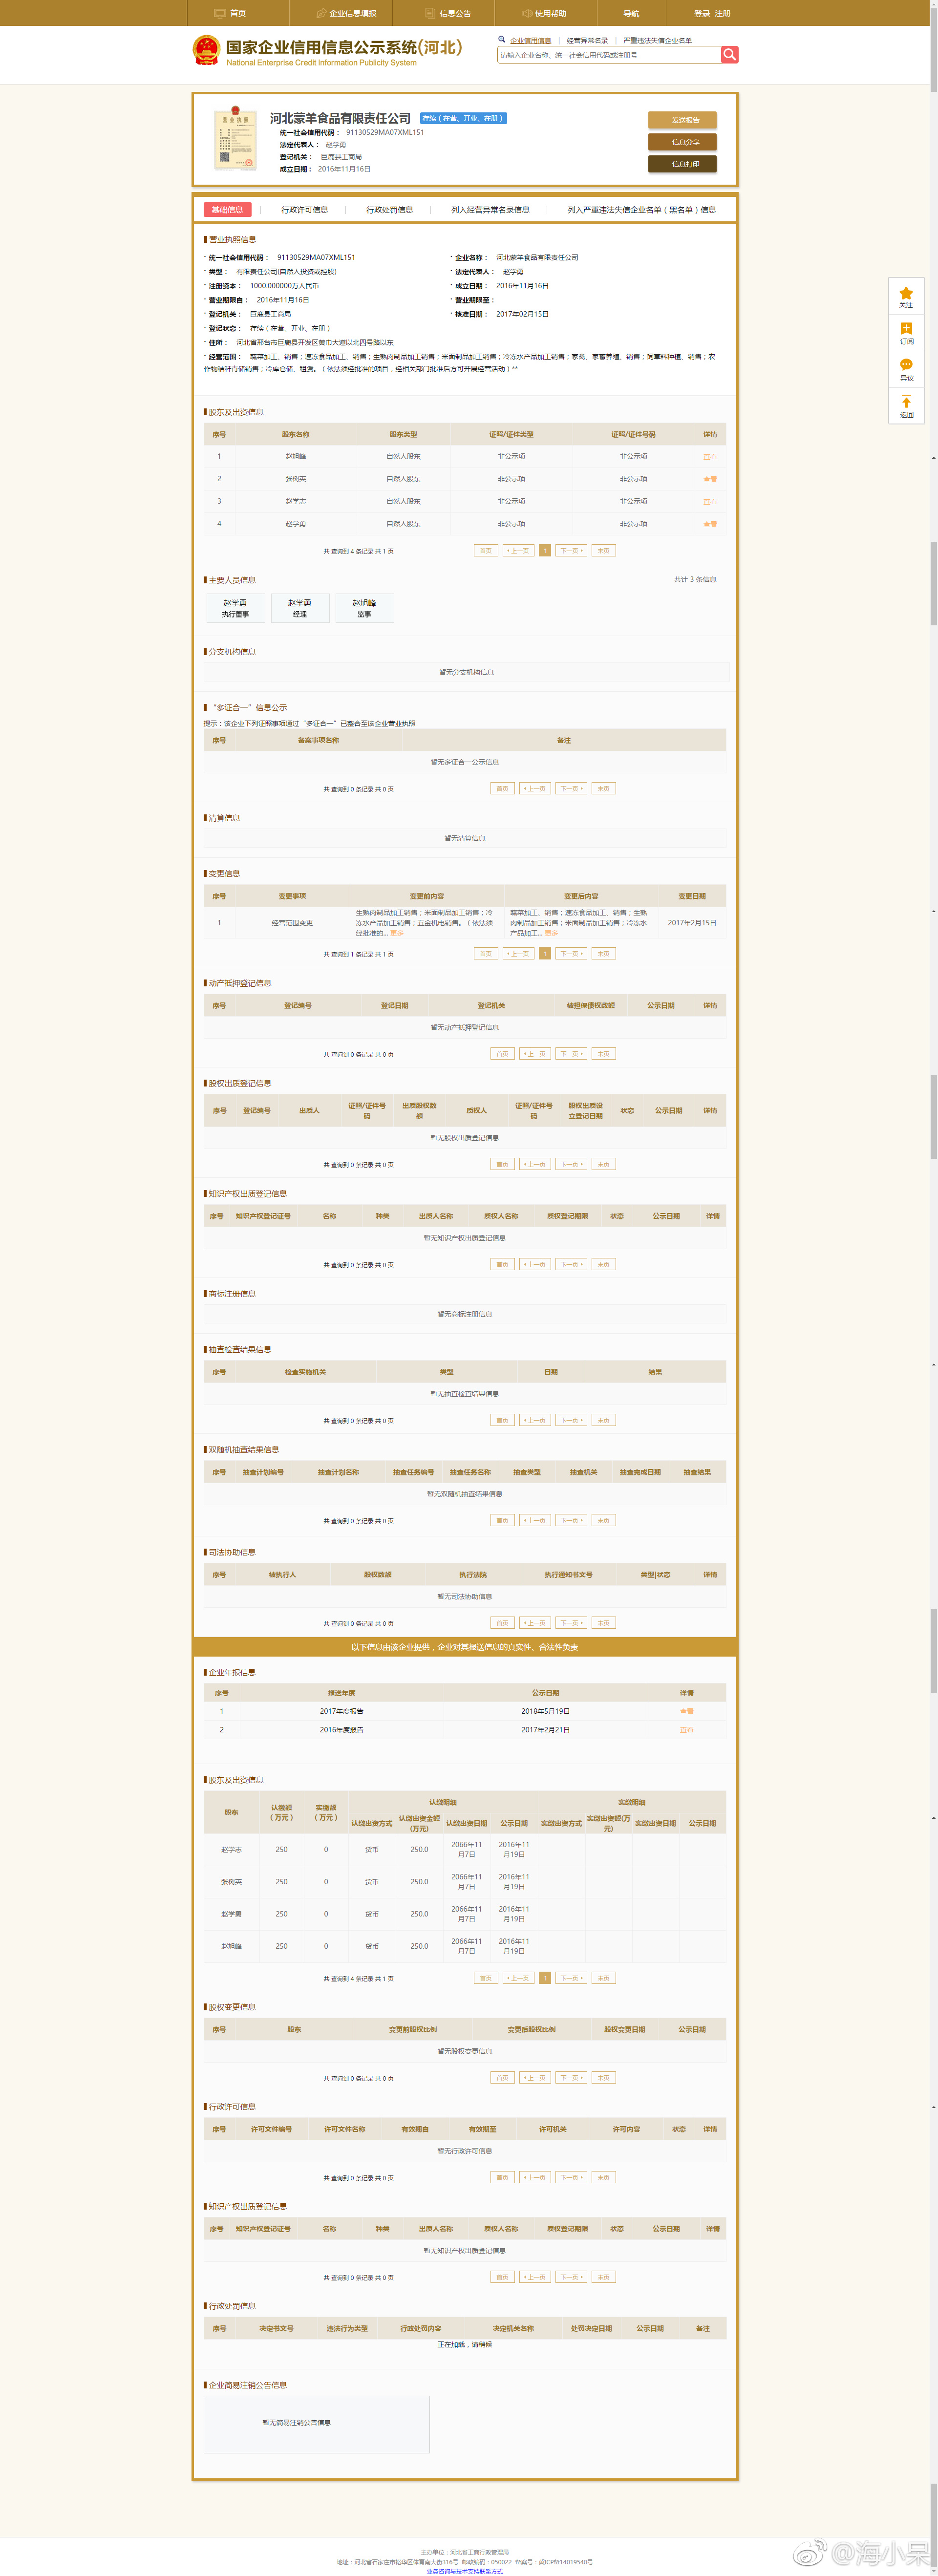 首页 企业信息填报 信息公告 使用帮助 导航 登录 注册
国家企业信用信息公示系统(河北)
National Enterprise Credit Information Publicity System
企业信用信息 | 经营异常名录 | 严重违法失信企业名单
请输入企业名称、统一社会信用代码或注册号
营业执照
河北蒙羊食品有限责任公司 存续（在营、开业、在册）
统一社会信用代码： 91130529MA07XML151
法定代表人： 赵学勇
登记机关： 巨鹿县工商局
成立日期： 2016年11月16日
发送报告
信息分享
信息打印
基础信息 | 行政许可信息 | 行政处罚信息 | 列入经营异常名录信息 | 列入严重违法失信企业名单（黑名单）信息
营业执照信息
· 统一社会信用代码： 91130529MA07XML151 · 企业名称： 河北蒙羊食品有限责任公司
· 类型： 有限责任公司(自然人投资或控股) · 法定代表人： 赵学勇
· 注册资本： 1000.000000万人民币 · 成立日期： 2016年11月16日
· 营业期限自： 2016年11月16日 · 营业期限至：
· 登记机关： 巨鹿县工商局 · 核准日期： 2017年02月15日
· 登记状态： 存续（在营、开业、在册）
· 住所： 河北省邢台市巨鹿县开发区黄巾大道以北四号路以东
· 经营范围： 蔬菜加工、销售；速冻食品加工、销售；生熟肉制品加工销售；米面制品加工销售；冷冻水产品加工销售；家禽、家畜养殖、销售；饲草料种植、销售；农
作物秸秆青储销售；冷库仓储、租赁。（依法须经批准的项目，经相关部门批准后方可开展经营活动）**
关注
订阅
异议
返回
股东及出资信息
序号 股东名称 股东类型 证照/证件类型 证照/证件号码 详情
1 赵旭峰 自然人股东 非公示项 非公示项 查看
2 张树英 自然人股东 非公示项 非公示项 查看
3 赵学志 自然人股东 非公示项 非公示项 查看
4 赵学勇 自然人股东 非公示项 非公示项 查看
共 查询到 4 条记录 共 1 页 首页 上一页 1 下一页 末页
主要人员信息 共计 3 条信息
赵学勇 赵学勇 赵旭峰
执行董事 经理 监事
分支机构信息
暂无分支机构信息
“多证合一”信息公示
提示：该企业下列证照事项通过“多证合一”已整合至该企业营业执照
序号 备案事项名称 备注
暂无多证合一公示信息
共 查询到 0 条记录 共 0 页 首页 上一页 下一页 末页
清算信息
暂无清算信息
变更信息
序号 变更事项 变更前内容 变更后内容 变更日期
1 经营范围变更 生熟肉制品加工销售；米面制品加工销售；冷冻水产品加工销售；五金机电销售。（依法须经批准的... 更多 蔬菜加工、销售；速冻食品加工、销售；生熟肉制品加工销售；米面制品加工销售；冷冻水产品加工... 更多 2017年2月15日
共 查询到 1 条记录 共 1 页 首页 上一页 1 下一页 末页
动产抵押登记信息
序号 登记编号 登记日期 登记机关 被担保债权数额 公示日期 详情
暂无动产抵押登记信息
共 查询到 0 条记录 共 0 页 首页 上一页 下一页 末页
股权出质登记信息
序号 登记编号 出质人 证照/证件号码 出质股权数额 质权人 证照/证件号码 股权出质设立登记日期 状态 公示日期 详情
暂无股权出质登记信息
共 查询到 0 条记录 共 0 页 首页 上一页 下一页 末页
知识产权出质登记信息
序号 知识产权登记证号 名称 种类 出质人名称 质权人名称 质权登记期限 状态 公示日期 详情
暂无知识产权出质登记信息
共 查询到 0 条记录 共 0 页 首页 上一页 下一页 末页
商标注册信息
暂无商标注册信息
抽查检查结果信息
序号 检查实施机关 类型 日期 结果
暂无抽查检查结果信息
共 查询到 0 条记录 共 0 页 首页 上一页 下一页 末页
双随机抽查结果信息
序号 抽查计划编号 抽查计划名称 抽查任务编号 抽查任务名称 抽查类型 抽查机关 抽查完成日期 抽查结果
暂无双随机抽查结果信息
共 查询到 0 条记录 共 0 页 首页 上一页 下一页 末页
司法协助信息
序号 被执行人 股权数额 执行法院 执行通知书文号 类型|状态 详情
暂无司法协助信息
共 查询到 0 条记录 共 0 页 首页 上一页 下一页 末页
以下信息由该企业提供，企业对其报送信息的真实性、合法性负责
企业年报信息
序号 报送年度 公示日期 详情
1 2017年度报告 2018年5月19日 查看
2 2016年度报告 2017年2月21日 查看
股东及出资信息
股东 认缴额（万元） 实缴额（万元） 认缴明细 实缴明细
认缴出资方式 认缴出资金额(万元) 认缴出资日期 公示日期 实缴出资方式 实缴出资额(万元) 实缴出资日期 公示日期
赵学志 250 0 货币 250.0 2066年11月7日 2016年11月19日
张树英 250 0 货币 250.0 2066年11月7日 2016年11月19日
赵学勇 250 0 货币 250.0 2066年11月7日 2016年11月19日
赵旭峰 250 0 货币 250.0 2066年11月7日 2016年11月19日
共 查询到 4 条记录 共 1 页 首页 上一页 1 下一页 末页
股权变更信息
序号 股东 变更前股权比例 变更后股权比例 股权变更日期 公示日期
暂无股权变更信息
共 查询到 0 条记录 共 0 页 首页 上一页 下一页 末页
行政许可信息
序号 许可文件编号 许可文件名称 有效期自 有效期至 许可机关 许可内容 状态 详情
暂无行政许可信息
共 查询到 0 条记录 共 0 页 首页 上一页 下一页 末页
知识产权出质登记信息
序号 知识产权登记证号 名称 种类 出质人名称 质权人名称 质权登记期限 状态 公示日期 详情
暂无知识产权出质登记信息
共 查询到 0 条记录 共 0 页 首页 上一页 下一页 末页
行政处罚信息
序号 决定书文号 违法行为类型 行政处罚内容 决定机关名称 处罚决定日期 公示日期 备注
正在加载，请稍候
企业简易注销公告信息
暂无简易注销公告信息
主办单位：河北省工商行政管理局
地址：河北省石家庄市裕华区体育南大街316号 邮政编码：050022 备案号：冀ICP备14019540号
业务咨询与技术支持联系方式
@海小呆